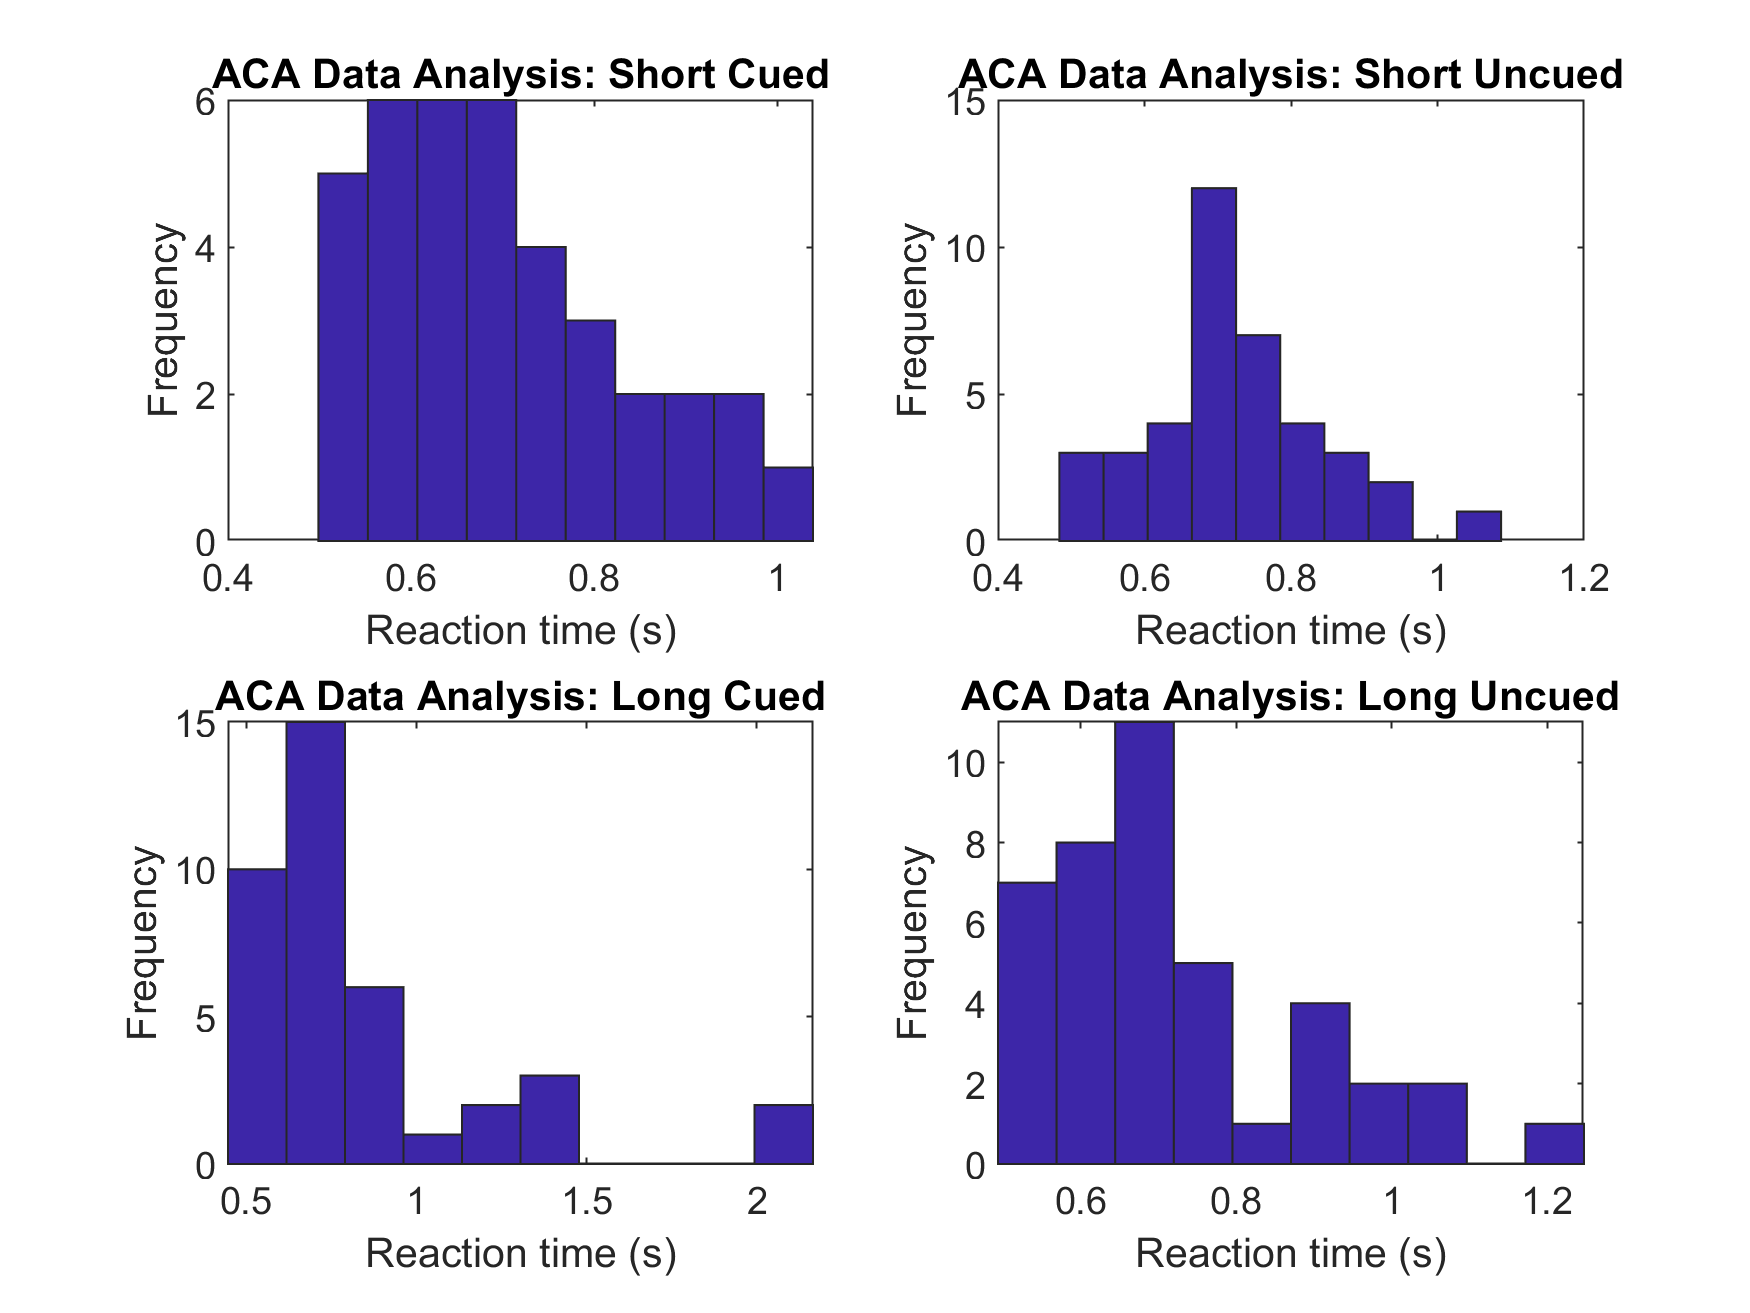 ACA Data Analysis: Short Cued
6
4
2
0
Frequency
0.4 0.6 0.8 1
Reaction time (s)
ACA Data Analysis: Short Uncued
15
10
5
0
Frequency
0.4 0.6 0.8 1 1.2
Reaction time (s)
ACA Data Analysis: Long Cued
15
10
5
0
Frequency
0.5 1 1.5 2
Reaction time (s)
ACA Data Analysis: Long Uncued
10
8
6
4
2
0
Frequency
0.6 0.8 1 1.2
Reaction time (s)